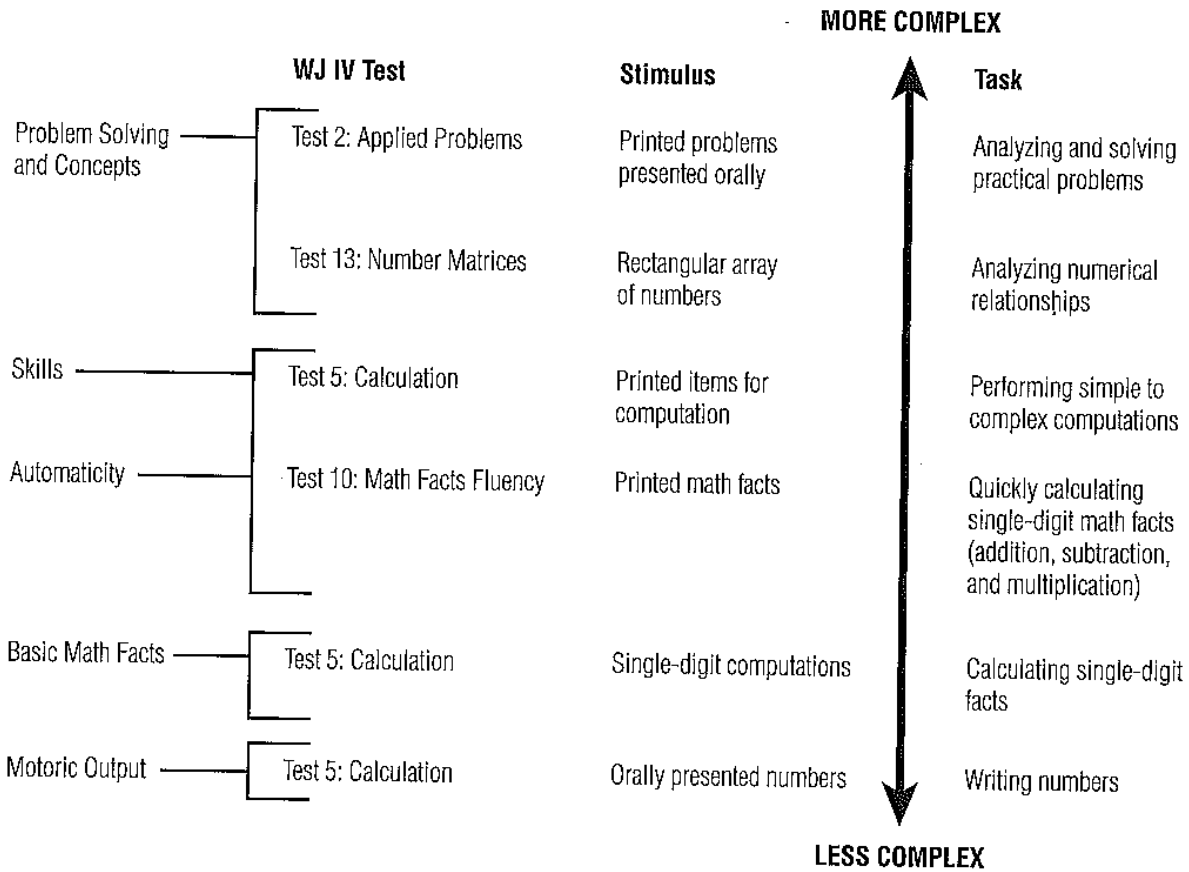 MORE COMPLEX
WJ IV Test
Stimulus
Task
Problem Solving
and Concepts
Test 2: Applied Problems
Printed problems
presented orally
Analyzing and solving
practical problems
Test 13: Number Matrices
Rectangular array
of numbers
Analyzing numerical
relationships
Skills
Test 5: Calculation
Printed items for
computation
Performing simple to
complex computations
Automaticity
Test 10: Math Facts Fluency
Printed math facts
Quickly calculating
single-digit math facts
(addition, subtraction,
and multiplication)
Basic Math Facts
Test 5: Calculation
Single-digit computations
Calculating single-digit
facts
Motoric Output
Test 5: Calculation
Orally presented numbers
Writing numbers
LESS COMPLEX